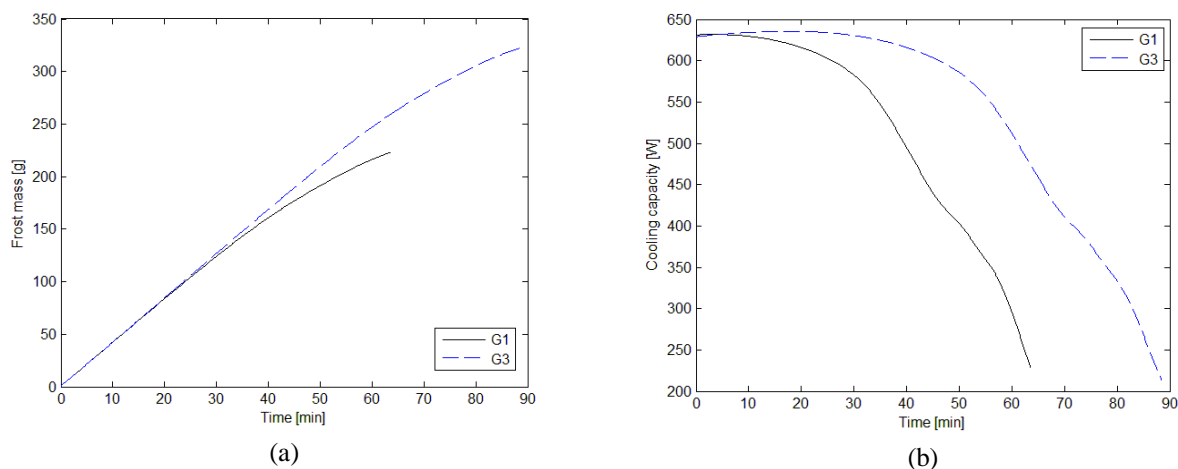 350
300
250
200
150
100
50
0
Frost mass [g]
G1
G3
0 10 20 30 40 50 60 70 80 90
Time [min]
(a)
650
600
550
500
450
400
350
300
250
200
Cooling capacity [W]
G1
G3
0 10 20 30 40 50 60 70 80 90
Time [min]
(b)